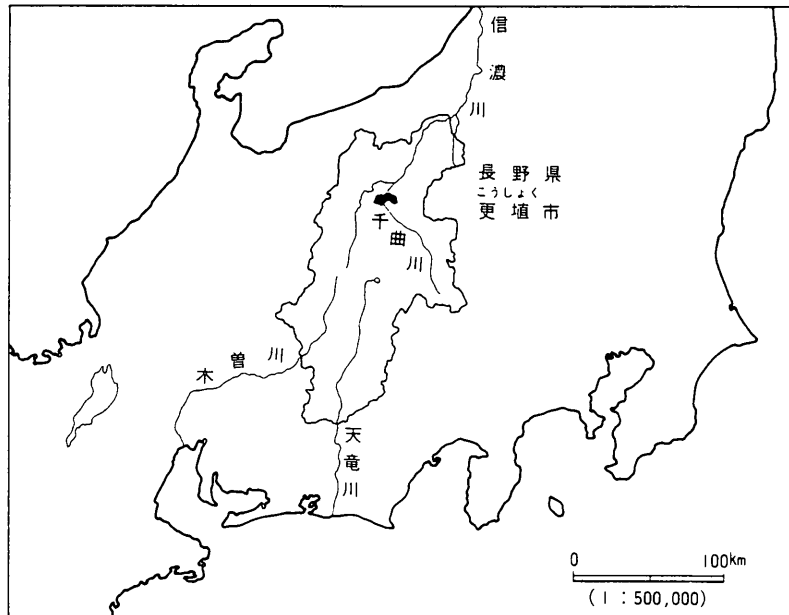 信濃川
長野県
こうしょく
更埴市
千曲川
木曽川
天竜川
0 100km
(1:500,000)